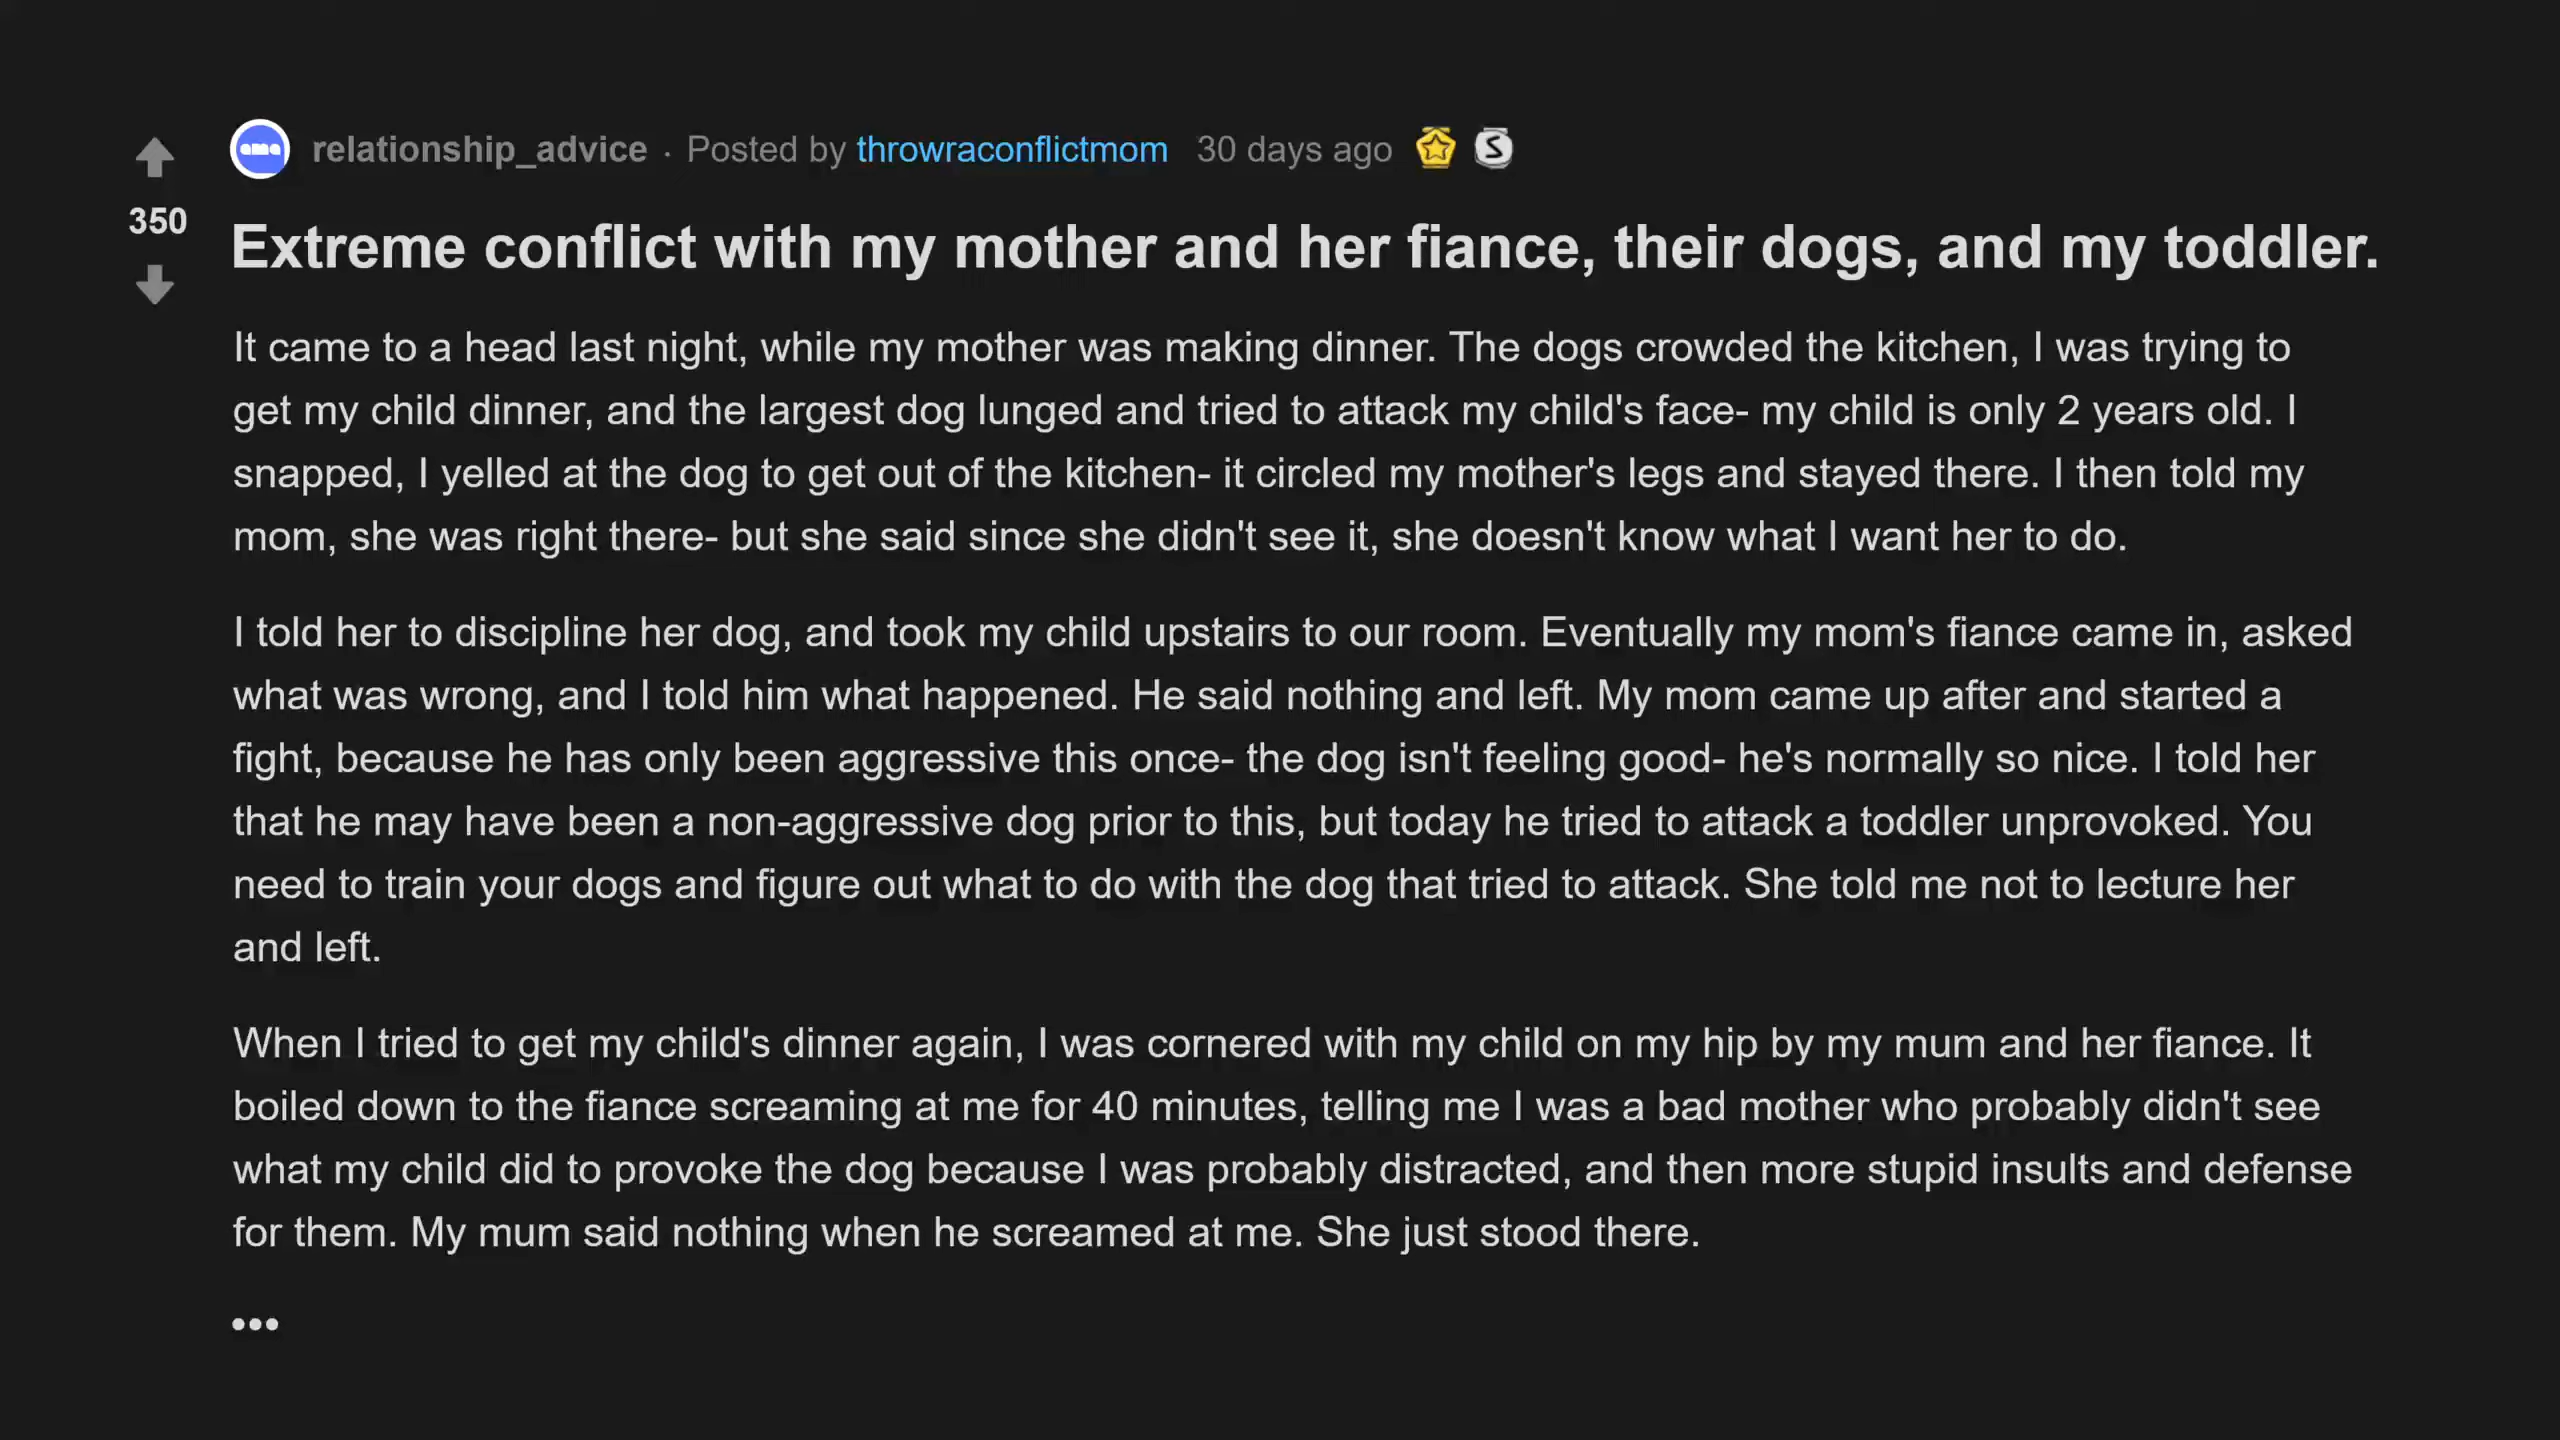 relationship_advice · Posted by throwraconflictmom 30 days ago
350
Extreme conflict with my mother and her fiance, their dogs, and my toddler.
It came to a head last night, while my mother was making dinner. The dogs crowded the kitchen, I was trying to
get my child dinner, and the largest dog lunged and tried to attack my child's face- my child is only 2 years old. I
snapped, I yelled at the dog to get out of the kitchen- it circled my mother's legs and stayed there. I then told my
mom, she was right there- but she said since she didn't see it, she doesn't know what I want her to do.
I told her to discipline her dog, and took my child upstairs to our room. Eventually my mom's fiance came in, asked
what was wrong, and I told him what happened. He said nothing and left. My mom came up after and started a
fight, because he has only been aggressive this once- the dog isn't feeling good- he's normally so nice. I told her
that he may have been a non-aggressive dog prior to this, but today he tried to attack a toddler unprovoked. You
need to train your dogs and figure out what to do with the dog that tried to attack. She told me not to lecture her
and left.
When I tried to get my child's dinner again, I was cornered with my child on my hip by my mum and her fiance. It
boiled down to the fiance screaming at me for 40 minutes, telling me I was a bad mother who probably didn't see
what my child did to provoke the dog because I was probably distracted, and then more stupid insults and defense
for them. My mum said nothing when he screamed at me. She just stood there.
•••